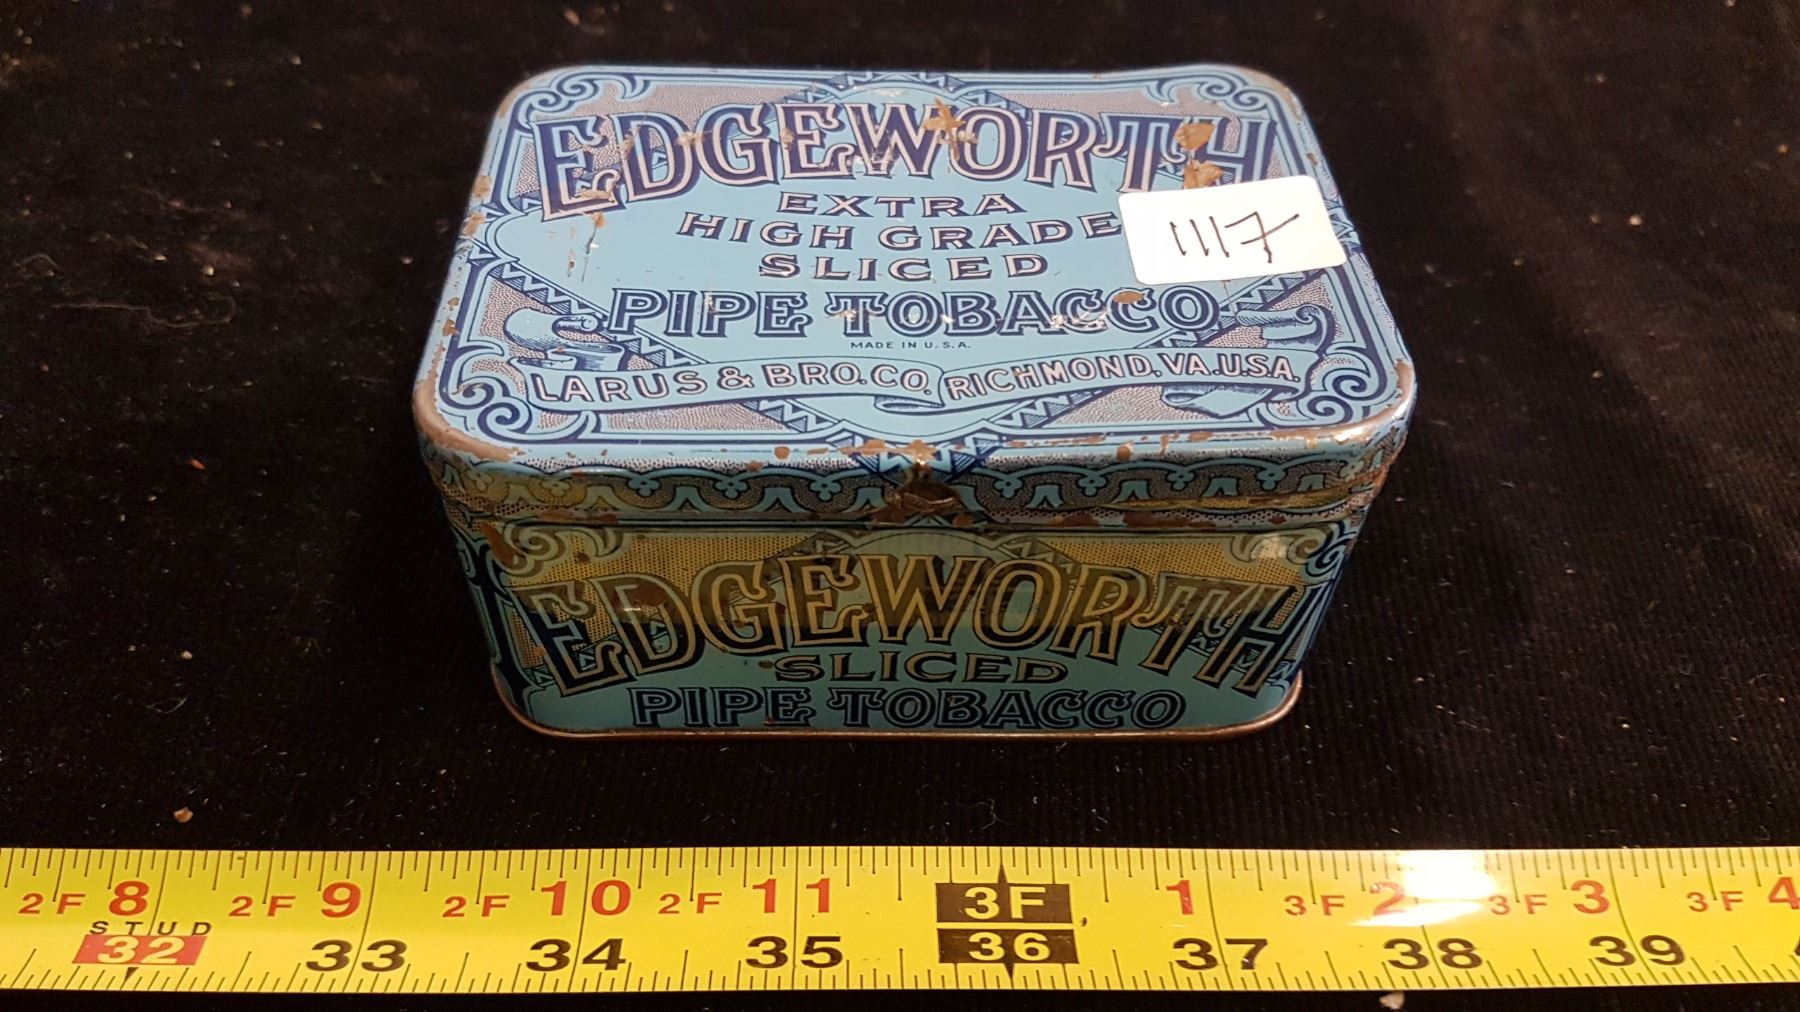 EDGEWORTH
EXTRA
HIGH GRADE
SLICED
PIPE TOBACCO
MADE IN U.S.A.
LARUS & BRO. CO. RICHMOND, VA. U.S.A.
1117
EDGEWORTH
SLICED
PIPE TOBACCO
2F 8 2F 9 2F 10 2F 11 3F 1 3F 2 3F 3 3F 4
STUD
32 33 34 35 36 37 38 39